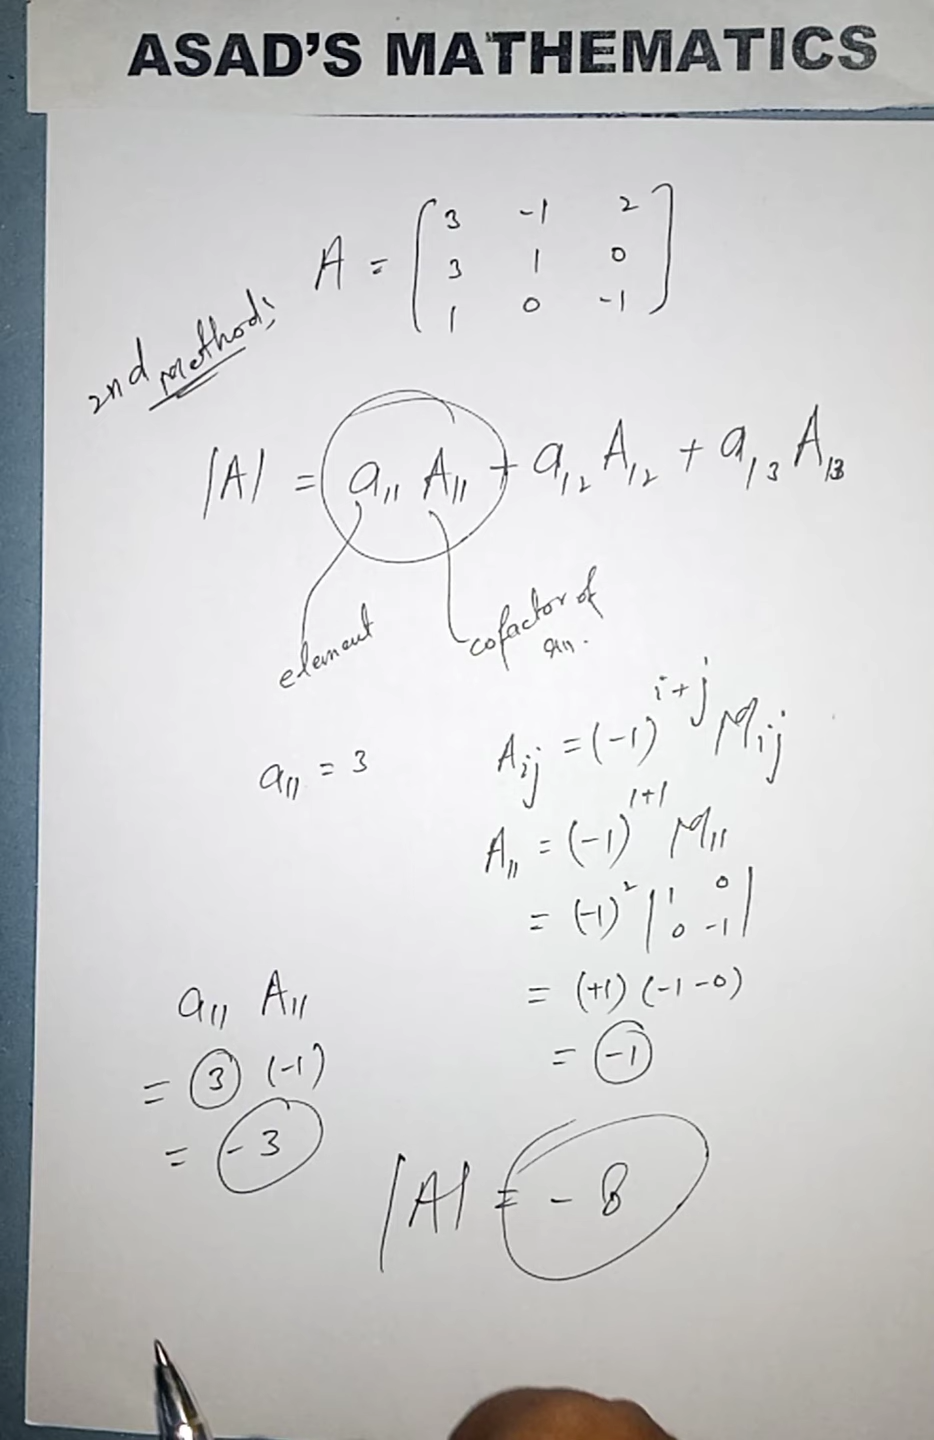 ASAD'S MATHEMATICS
A = [ 3 -1 2
3 1 0
1 0 -1 ]
2nd method:
|A| = a₁₁ A₁₁ + a₁₂ A₁₂ + a₁₃ A₁₃
element
cofactor of
a₁₁.
a₁₁ = 3
Aᵢⱼ = (-1)ⁱ⁺ʲ Mᵢⱼ
A₁₁ = (-1)¹⁺¹ M₁₁
= (-1)² | 1 0
0 -1 |
= (+1) (-1-0)
= -1
a₁₁ A₁₁
= 3 (-1)
= -3
|A| = -8